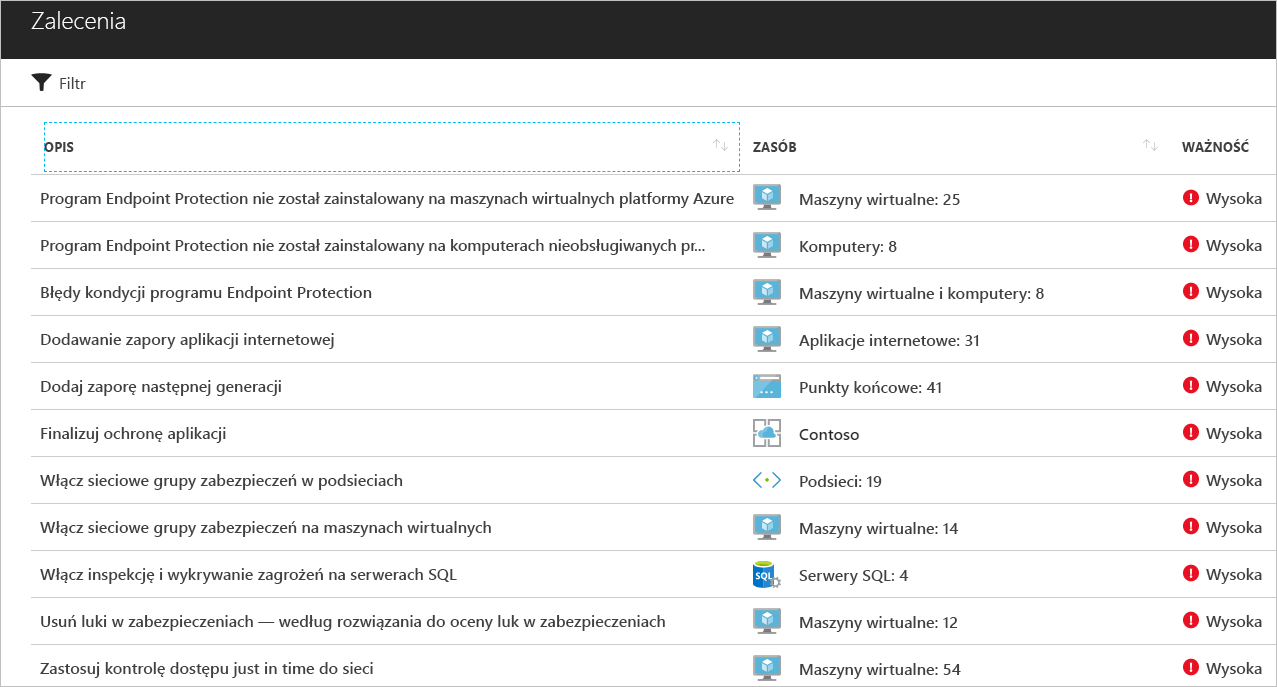 Zalecenia
Filtr
OPIS ZASÓB WAŻNOŚĆ
Program Endpoint Protection nie został zainstalowany na maszynach wirtualnych platformy Azure Maszyny wirtualne: 25 Wysoka
Program Endpoint Protection nie został zainstalowany na komputerach nieobsługiwanych pr... Komputery: 8 Wysoka
Błędy kondycji programu Endpoint Protection Maszyny wirtualne i komputery: 8 Wysoka
Dodawanie zapory aplikacji internetowej Aplikacje internetowe: 31 Wysoka
Dodaj zaporę następnej generacji Punkty końcowe: 41 Wysoka
Finalizuj ochronę aplikacji Contoso Wysoka
Włącz sieciowe grupy zabezpieczeń w podsieciach Podsieci: 19 Wysoka
Włącz sieciowe grupy zabezpieczeń na maszynach wirtualnych Maszyny wirtualne: 14 Wysoka
Włącz inspekcję i wykrywanie zagrożeń na serwerach SQL SQL Serwery SQL: 4 Wysoka
Usuń luki w zabezpieczeniach — według rozwiązania do oceny luk w zabezpieczeniach Maszyny wirtualne: 12 Wysoka
Zastosuj kontrolę dostępu just in time do sieci Maszyny wirtualne: 54 Wysoka